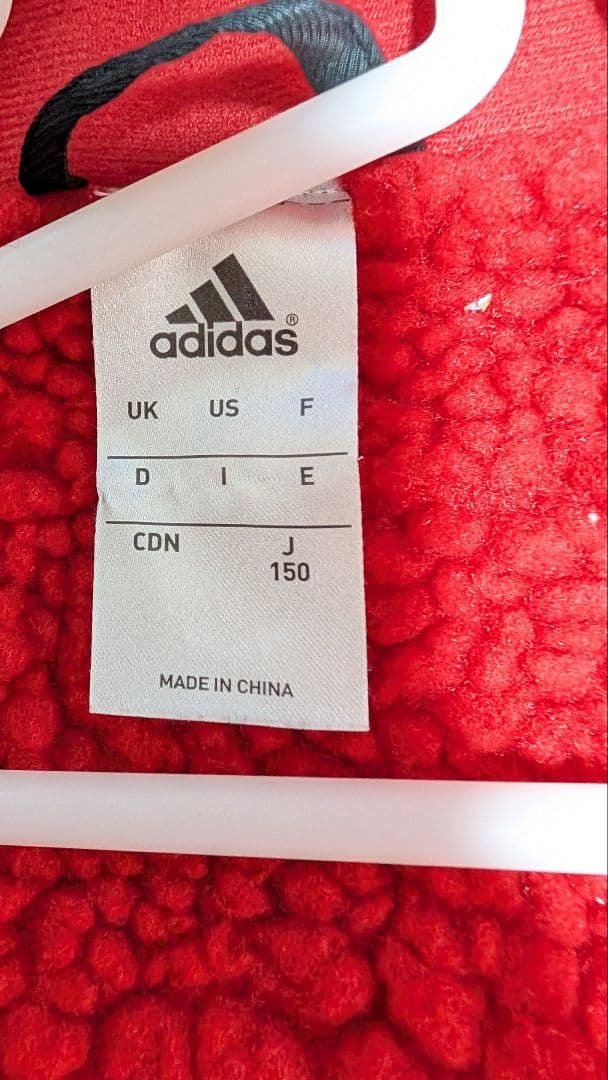 adidas®
UK US F
D I E
CDN J
150
MADE IN CHINA